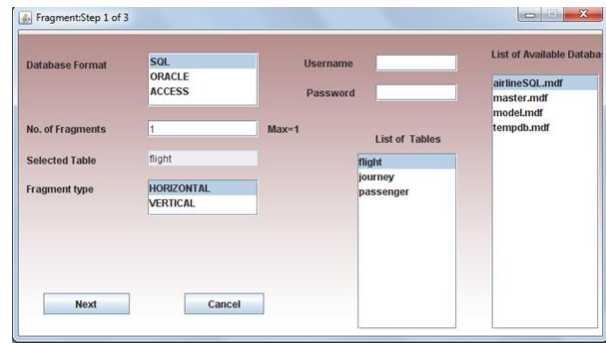 Fragment:Step 1 of 3
Database Format
SQL
ORACLE
ACCESS
Username
Password
List of Available Databa
airlineSQL.mdf
master.mdf
model.mdf
tempdb.mdf
No. of Fragments
1
Max=1
Selected Table
flight
Fragment type
HORIZONTAL
VERTICAL
List of Tables
flight
journey
passenger
Next
Cancel